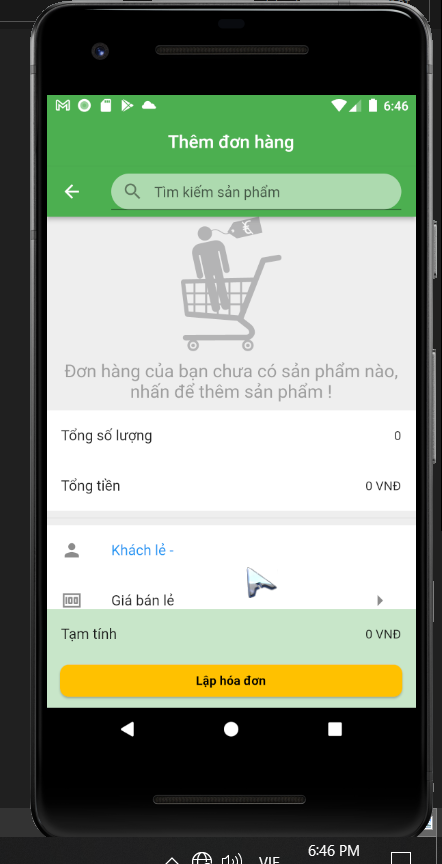 6:46
Thêm đơn hàng
Tìm kiếm sản phẩm
€
Đơn hàng của bạn chưa có sản phẩm nào,
nhấn để thêm sản phẩm !
Tổng số lượng 0
Tổng tiền 0 VNĐ
Khách lẻ -
100 Giá bán lẻ
Tạm tính 0 VNĐ
Lập hóa đơn
6:46 PM
VIE